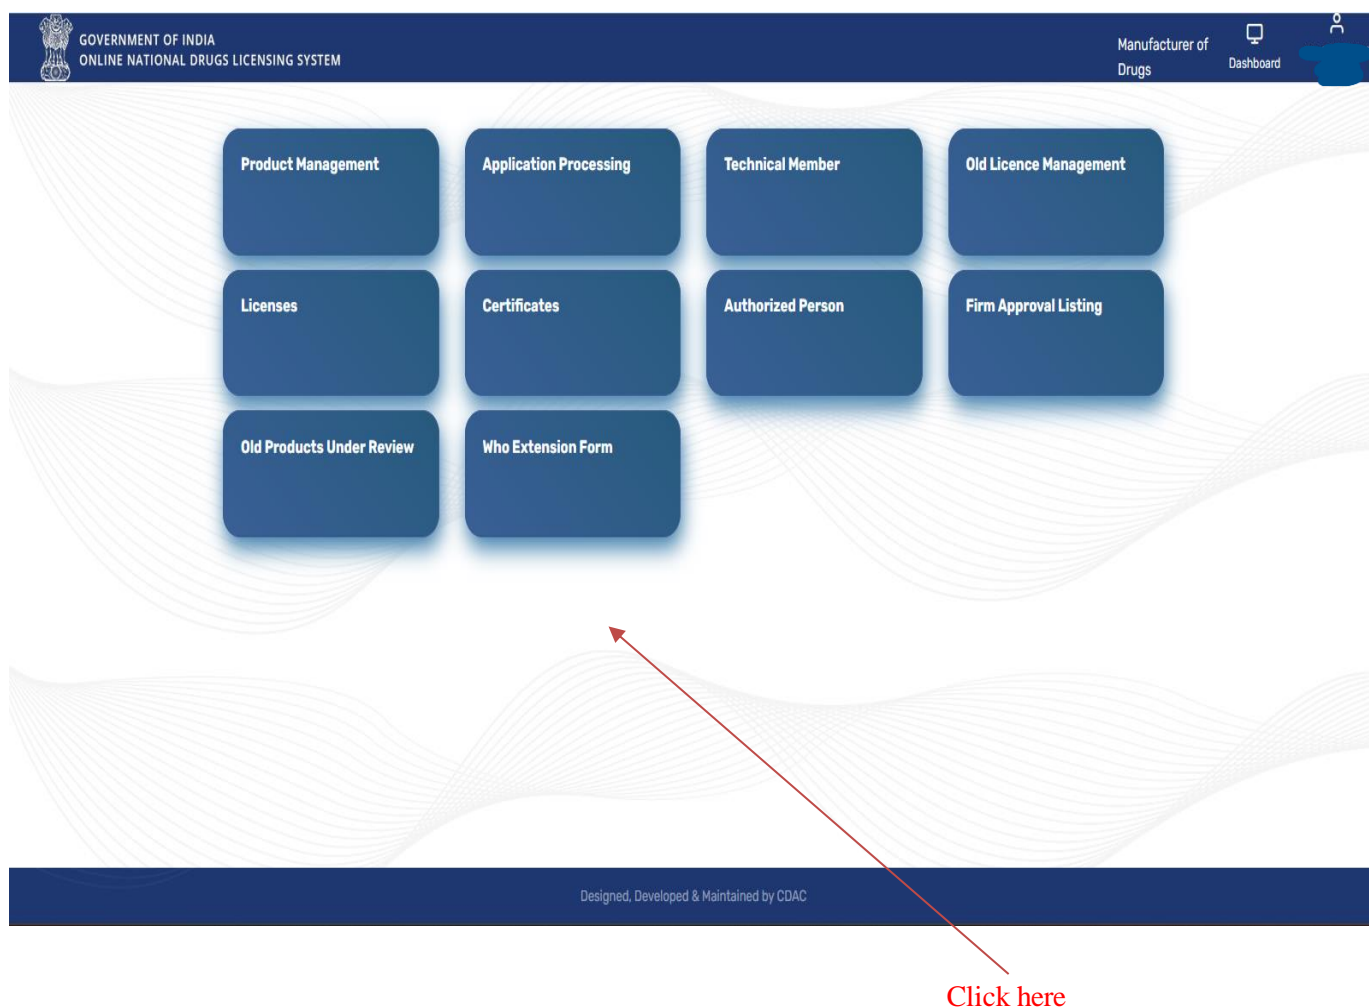 GOVERNMENT OF INDIA
ONLINE NATIONAL DRUGS LICENSING SYSTEM
Manufacturer of
Drugs
Dashboard
Product Management
Application Processing
Technical Member
Old Licence Management
Licenses
Certificates
Authorized Person
Firm Approval Listing
Old Products Under Review
Who Extension Form
Designed, Developed & Maintained by CDAC
Click here